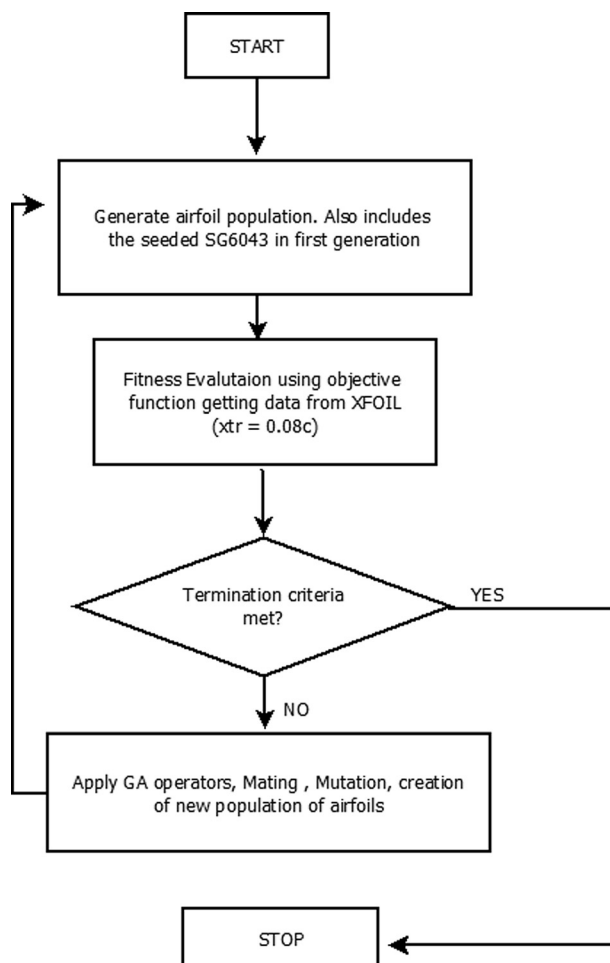 START
Generate airfoil population. Also includes
the seeded SG6043 in first generation
Fitness Evalutaion using objective
function getting data from XFOIL
(xtr = 0.08c)
Termination criteria
met?
YES
NO
Apply GA operators, Mating , Mutation, creation
of new population of airfoils
STOP